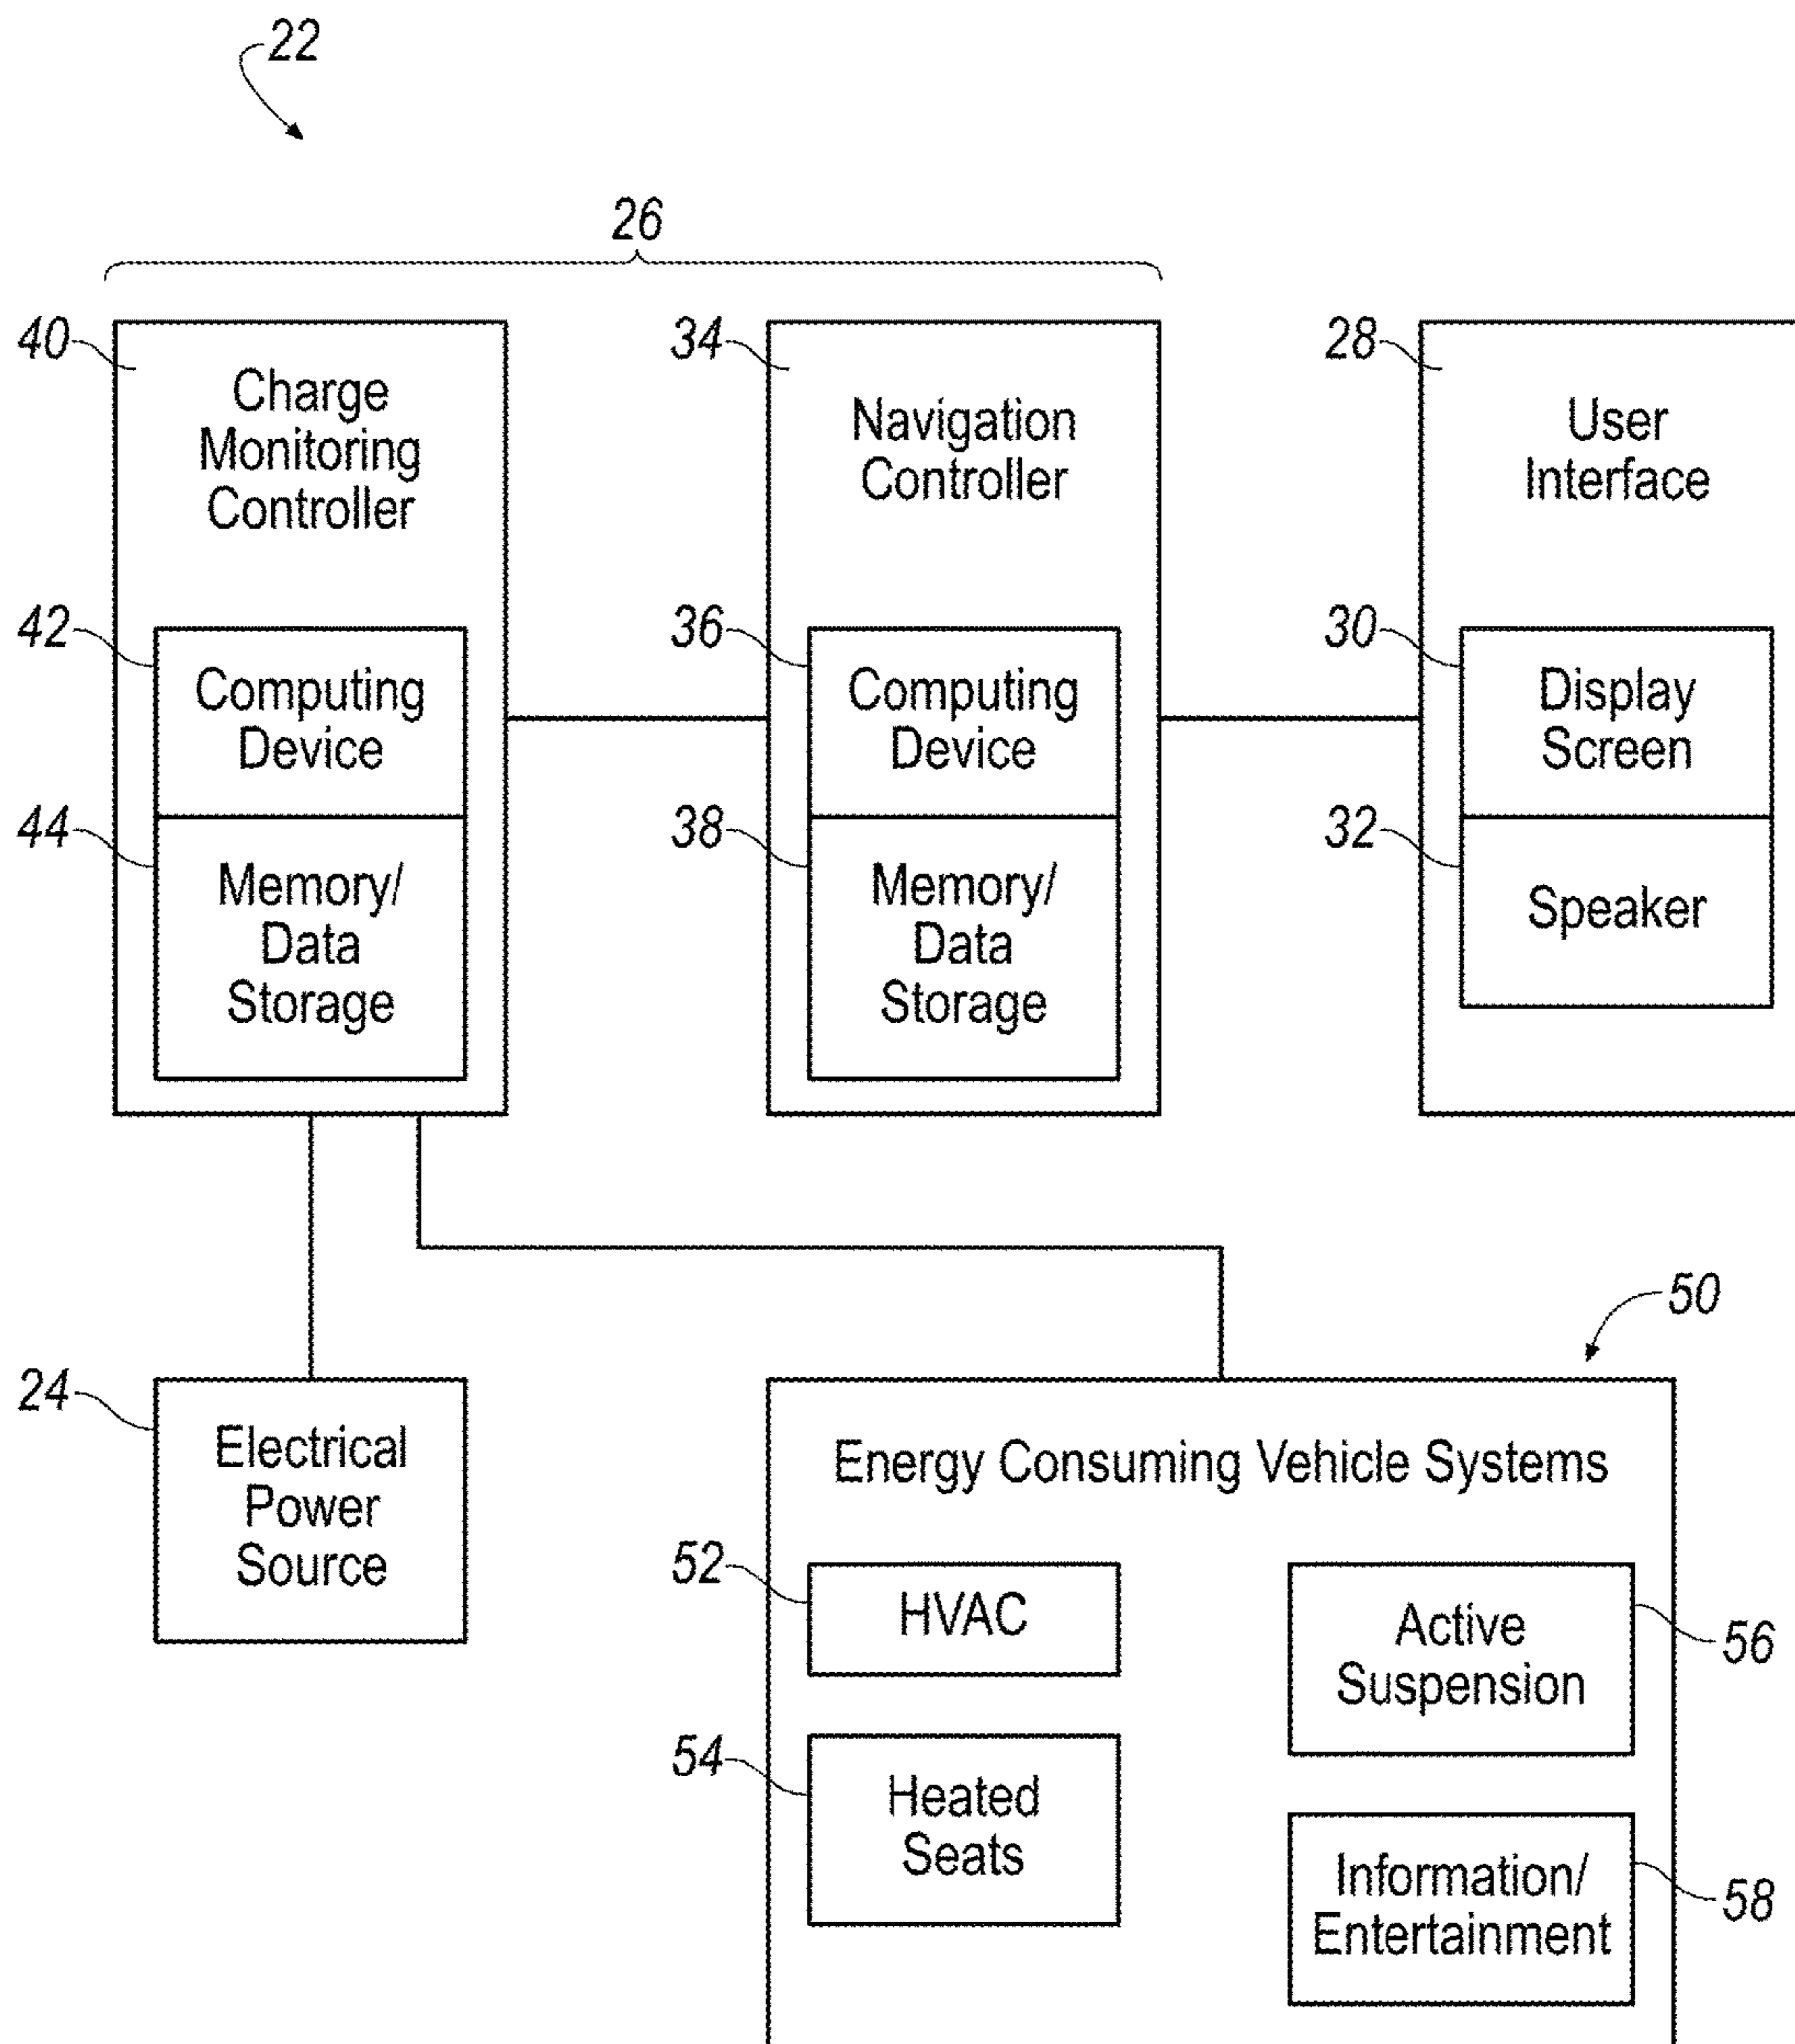 22
26
40
Charge
Monitoring
Controller
42
Computing
Device
44
Memory/
Data
Storage
34
Navigation
Controller
36
Computing
Device
38
Memory/
Data
Storage
28
User
Interface
30
Display
Screen
32
Speaker
24
Electrical
Power
Source
50
Energy Consuming Vehicle Systems
52
HVAC
54
Heated
Seats
Active
Suspension
56
Information/
Entertainment
58